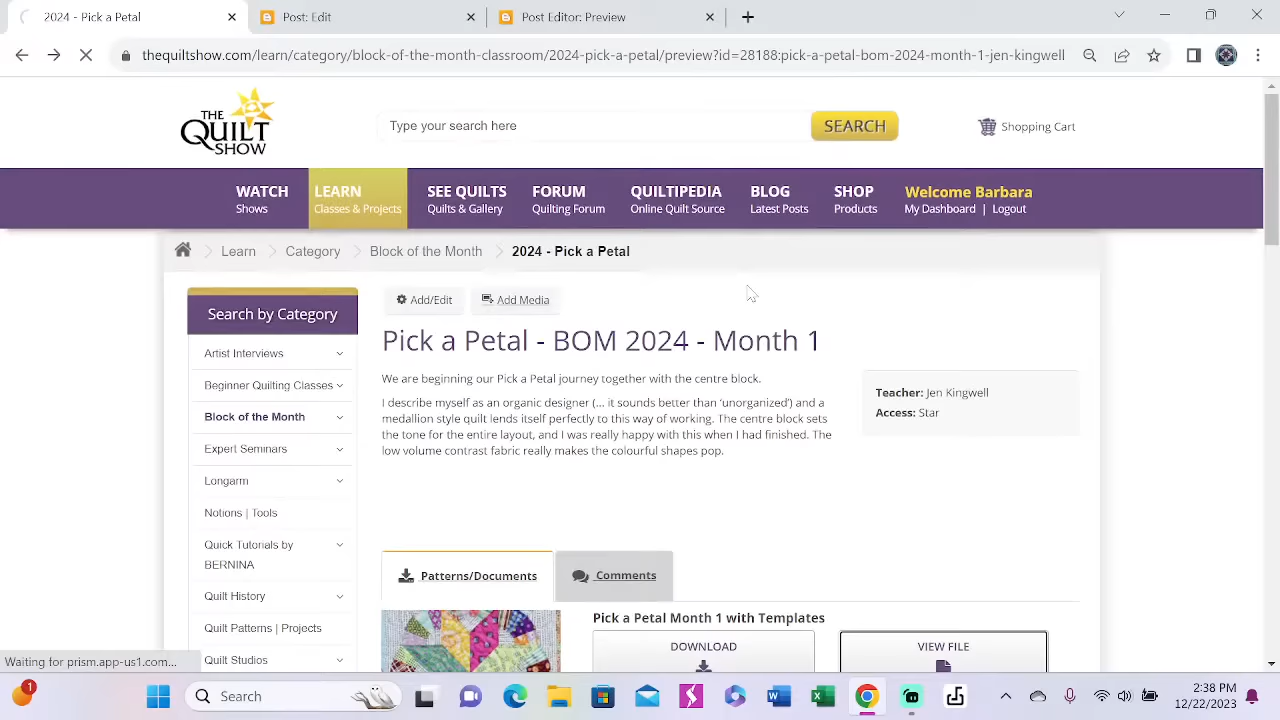 2024 - Pick a Petal
Post: Edit
Post Editor: Preview
thequiltshow.com/learn/category/block-of-the-month-classroom/2024-pick-a-petal/preview?id=28188:pick-a-petal-bom-2024-month-1-jen-kingwell
THE
QUILT
SHOW
Type your search here
SEARCH
Shopping Cart
WATCH
Shows
LEARN
Classes & Projects
SEE QUILTS
Quilts & Gallery
FORUM
Quilting Forum
QUILTIPEDIA
Online Quilt Source
BLOG
Latest Posts
SHOP
Products
Welcome Barbara
My Dashboard | Logout
Learn
Category
Block of the Month
2024 - Pick a Petal
Search by Category
Artist Interviews
Beginner Quilting Classes
Block of the Month
Expert Seminars
Longarm
Notions | Tools
Quick Tutorials by
BERNINA
Quilt History
Quilt Patterns | Projects
Quilt Studios
Add/Edit
Add Media
Pick a Petal - BOM 2024 - Month 1
We are beginning our Pick a Petal journey together with the centre block.
I describe myself as an organic designer (... it sounds better than ‘unorganized’) and a
medallion style quilt lends itself perfectly to this way of working. The centre block sets
the tone for the entire layout, and I was really happy with this when I had finished. The
low volume contrast fabric really makes the colourful shapes pop.
Teacher: Jen Kingwell
Access: Star
Patterns/Documents
Comments
Pick a Petal Month 1 with Templates
DOWNLOAD
VIEW FILE
Waiting for prism.app-us1.com...
1
Search
2:38 PM
12/22/2023